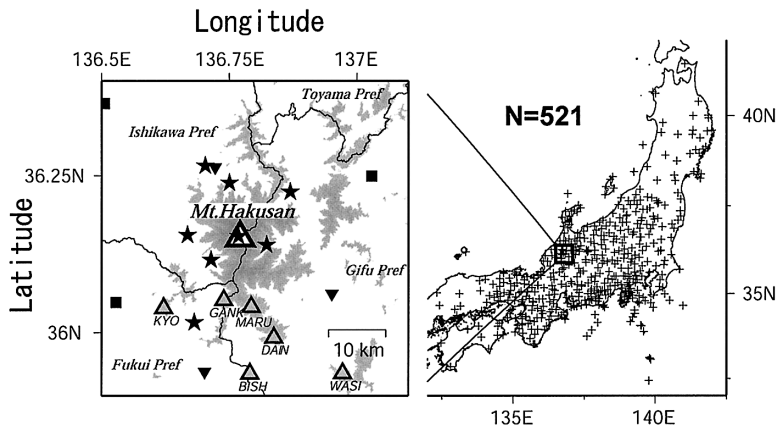 Longitude
136.5E 136.75E 137E
Toyama Pref
Ishikawa Pref
N=521
40N
36.25N
Mt.Hakusan
Latitude
Gifu Pref
35N
KYO GANK MARU
36N
DAIN
10 km
Fukui Pref
BISH WASI
135E 140E